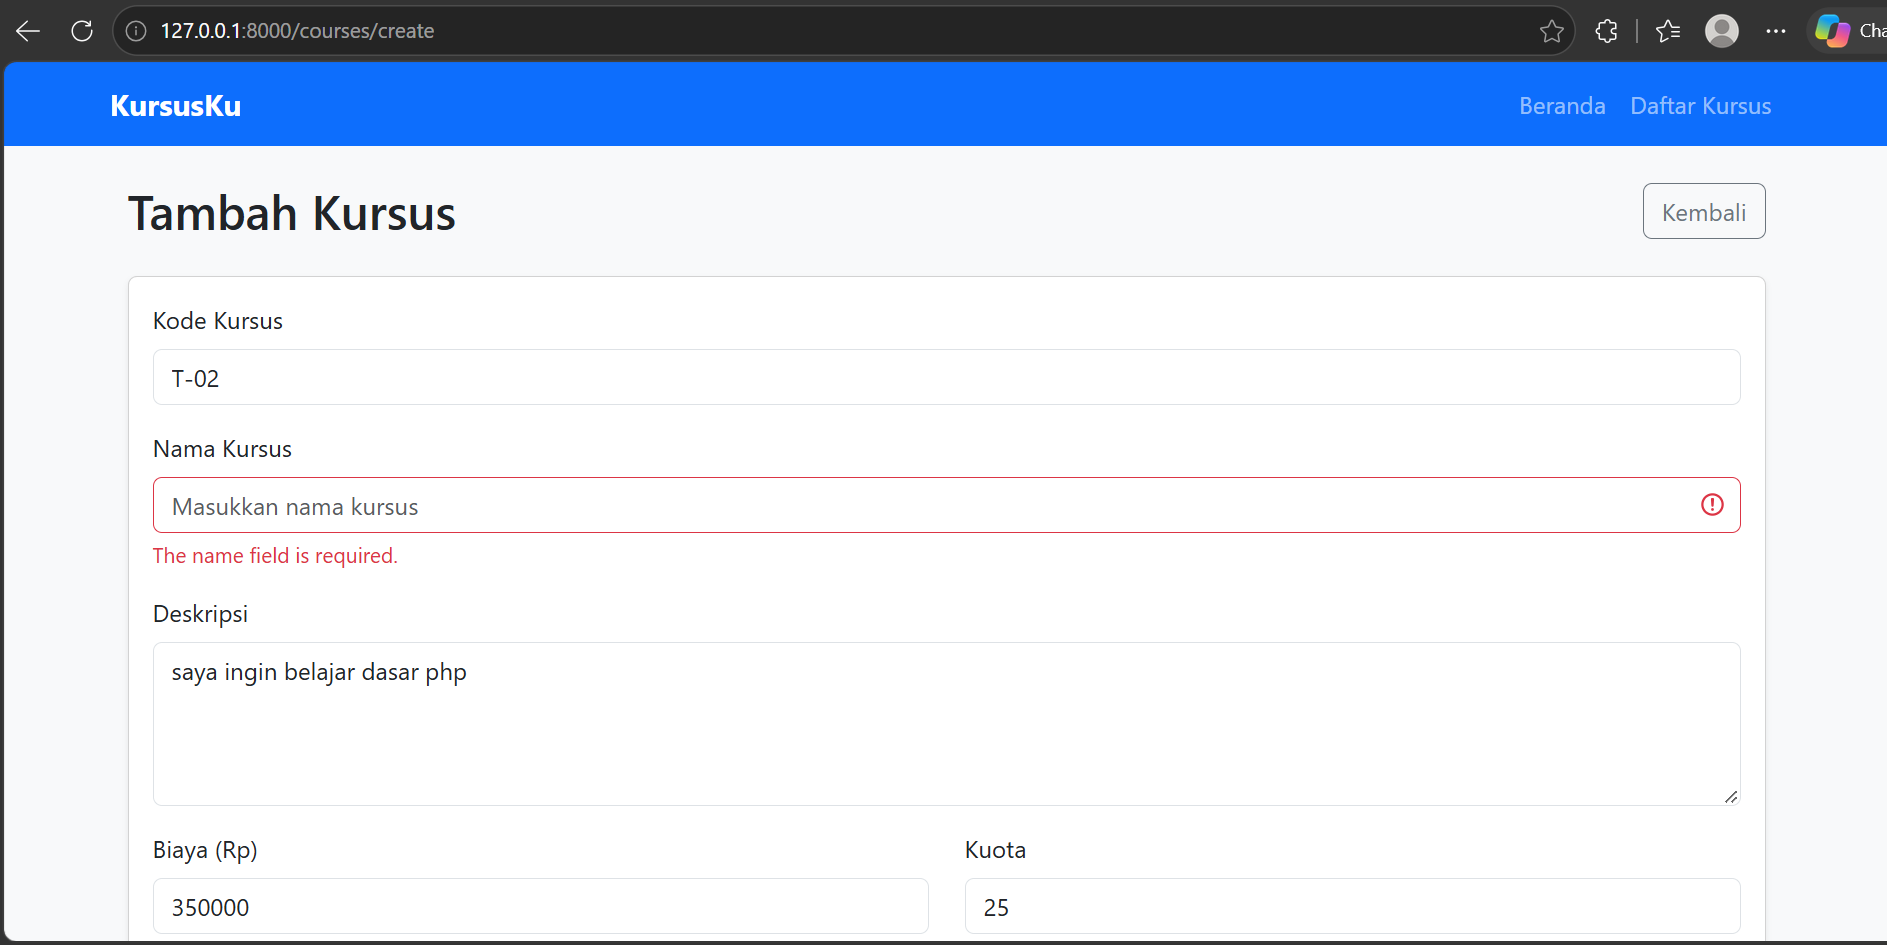 127.0.0.1:8000/courses/create
KursusKu
Beranda
Daftar Kursus
Tambah Kursus
Kembali
Kode Kursus
T-02
Nama Kursus
Masukkan nama kursus
The name field is required.
Deskripsi
saya ingin belajar dasar php
Biaya (Rp)
Kuota
350000
25